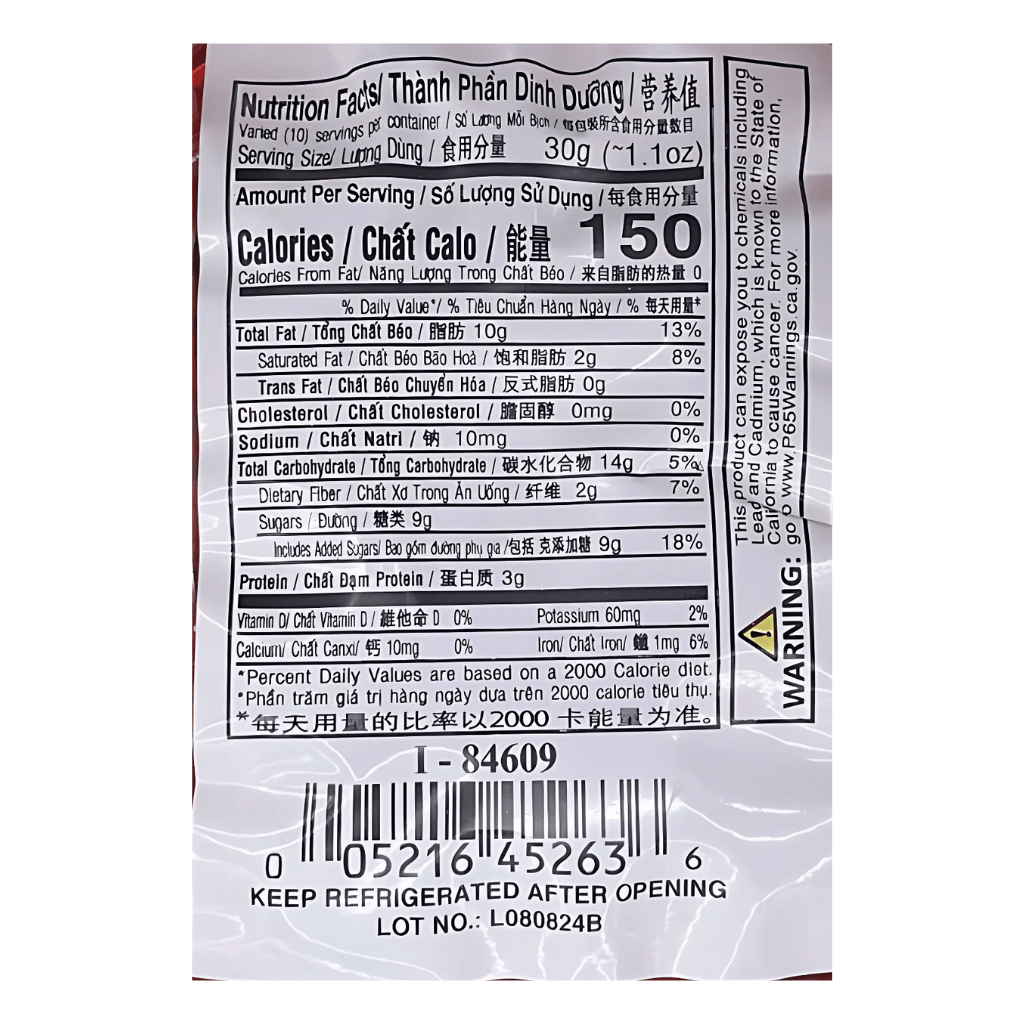 Nutrition Facts/ Thành Phần Dinh Dưỡng / 营养值
Varied (10) servings per container / Số Lượng Mỗi Bịch / 每包装所含食用分量数目
Serving Size/ Lượng Dùng / 食用分量 30g (~1.1oz)
Amount Per Serving / Số Lượng Sử Dụng / 每食用分量
Calories / Chất Calo / 能量 150
Calories From Fat/ Năng Lượng Trong Chất Béo / 来自脂肪的热量 0
% Daily Value*/ % Tiêu Chuẩn Hàng Ngày / % 每天用量*
Total Fat / Tổng Chất Béo / 脂肪 10g 13%
Saturated Fat / Chất Béo Bão Hoà / 饱和脂肪 2g 8%
Trans Fat / Chất Béo Chuyển Hóa / 反式脂肪 0g
Cholesterol / Chất Cholesterol / 膽固醇 0mg 0%
Sodium / Chất Natri / 钠 10mg 0%
Total Carbohydrate / Tổng Carbohydrate / 碳水化合物 14g 5%
Dietary Fiber / Chất Xơ Trong Ăn Uống / 纤维 2g 7%
Sugars / Đường / 糖类 9g
Includes Added Sugars/ Bao gồm đường phụ gia /包括 克添加糖 9g 18%
Protein / Chất Đạm Protein / 蛋白质 3g
Vitamin D/ Chất Vitamin D / 維他命 D 0% Potassium 60mg 2%
Calcium/ Chất Canxi/ 钙 10mg 0% Iron/ Chất Iron/ 1mg 6%
*Percent Daily Values are based on a 2000 Calorie diet.
*Phần trăm giá trị hàng ngày dựa trên 2000 calorie tiêu thụ.
*每天用量的比率以2000 卡能量为准。
WARNING: This product can expose you to chemicals including
Lead and Cadmium, which is known to the State of
California to cause cancer. For more information,
go to www.P65Warnings.ca.gov.
I - 84609
0 05216 45263 6
KEEP REFRIGERATED AFTER OPENING
LOT NO.: L080824B